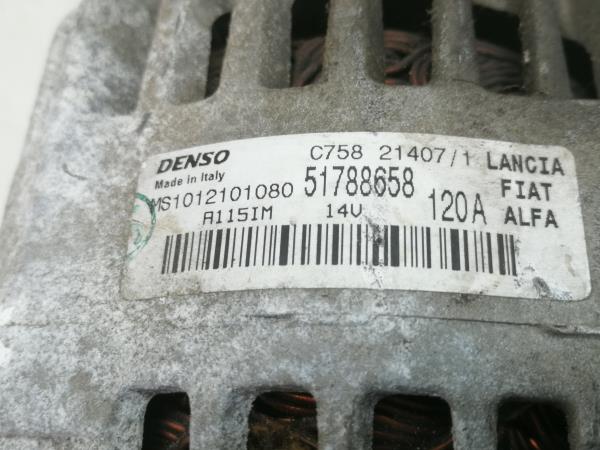 DENSO
Made in Italy
C758 21407/1
MS1012101080
51788658
A115IM
14V
120A
LANCIA
FIAT
ALFA